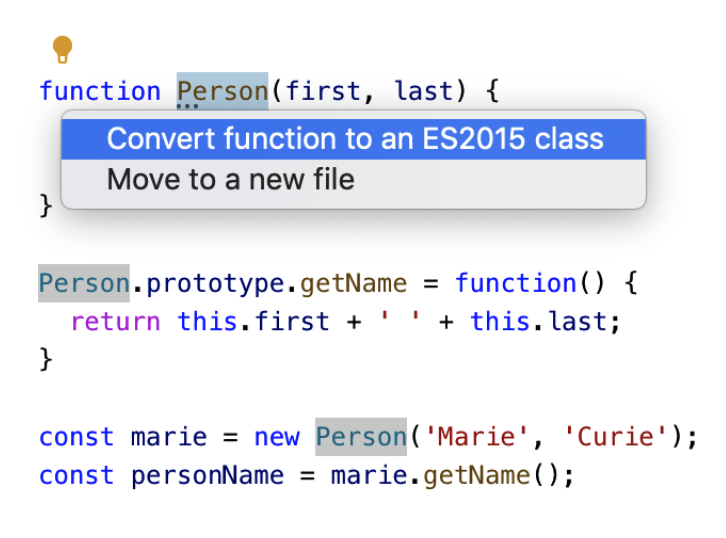 function Person(first, last) {
Convert function to an ES2015 class
Move to a new file
}
Person.prototype.getName = function() {
  return this.first + ' ' + this.last;
}
const marie = new Person('Marie', 'Curie');
const personName = marie.getName();